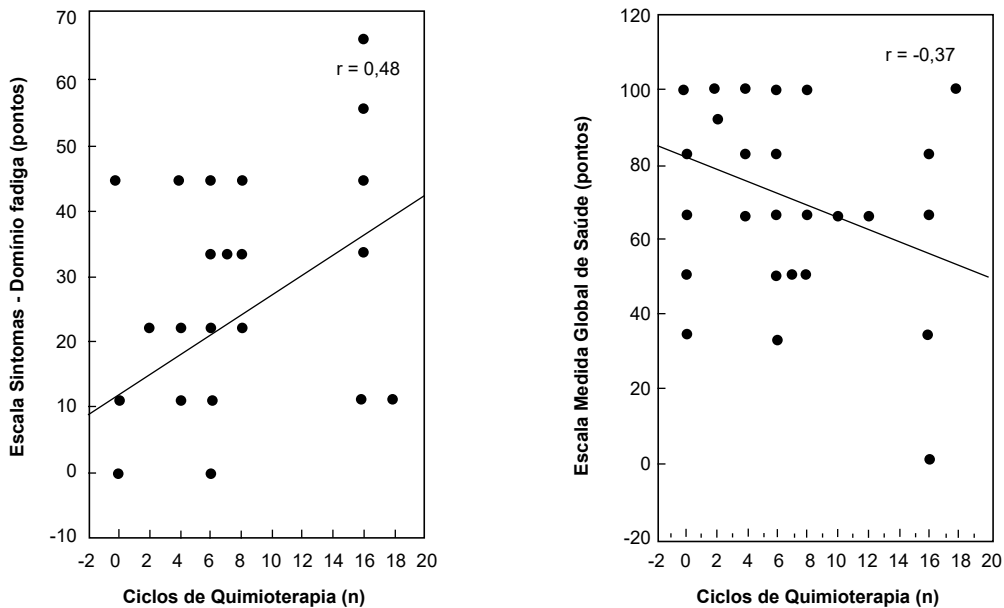 70
60
50
40
30
20
10
0
-10
r = 0,48
Escala Sintomas - Domínio fadiga (pontos)
-2 0 2 4 6 8 10 12 14 16 18 20
Ciclos de Quimioterapia (n)
120
100
80
60
40
20
0
-20
r = -0,37
Escala Medida Global de Saúde (pontos)
-2 0 2 4 6 8 10 12 14 16 18 20
Ciclos de Quimioterapia (n)